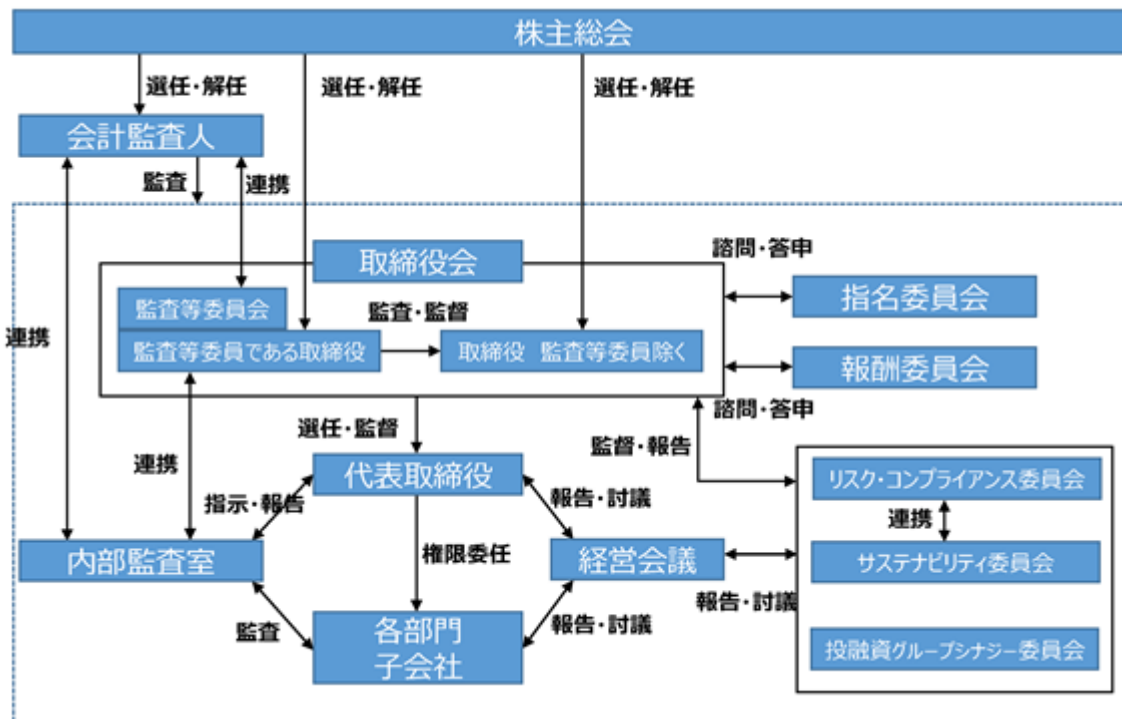 株主総会
選任・解任
選任・解任
選任・解任
会計監査人
監査
連携
取締役会
諮問・答申
指名委員会
監査等委員会
監査・監督
連携
監査等委員である取締役
取締役 監査等委員除く
報酬委員会
諮問・答申
選任・監督
監督・報告
連携
代表取締役
リスク・コンプライアンス委員会
指示・報告
報告・討議
連携
内部監査室
権限委任
経営会議
サステナビリティ委員会
報告・討議
監査
各部門
子会社
報告・討議
投融資グループシナジー委員会